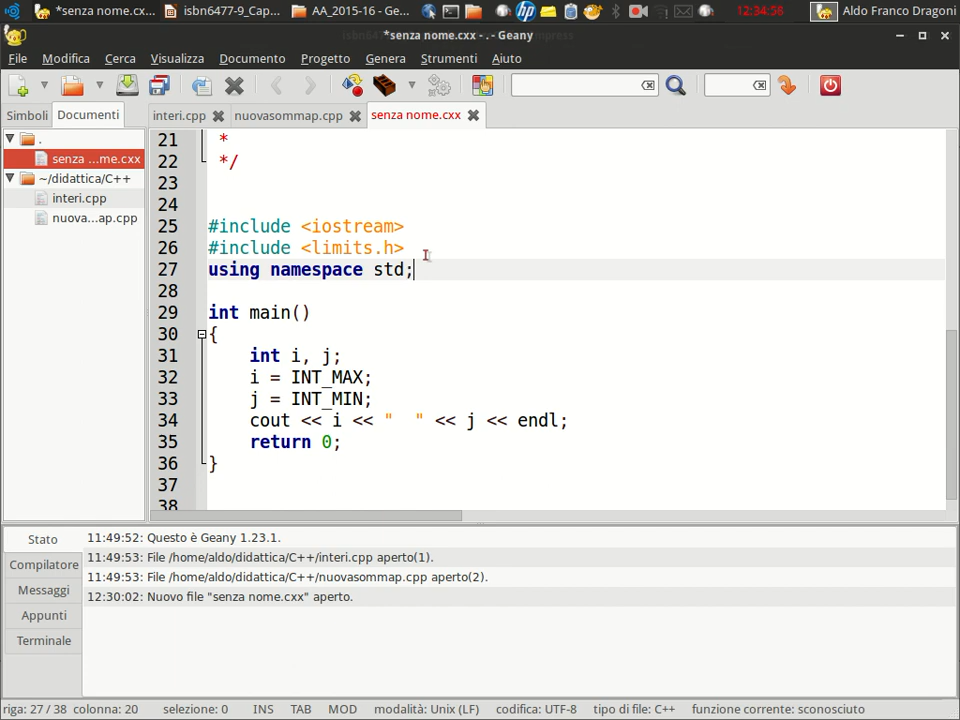 *senza nome.cx...
isbn6477-9_Cap...
AA_2015-16 - Ge...
hp
12:34:58
Aldo Franco Dragoni
*senza nome.cxx - . - Geany
File Modifica Cerca Visualizza Documento Progetto Genera Strumenti Aiuto
Simboli Documenti
interi.cpp
nuovasommap.cpp
senza nome.cxx
.
senza ...me.cxx
~/didattica/C++
interi.cpp
nuova...ap.cpp
21 *
22 */
23
24
25 #include <iostream>
26 #include <limits.h>
27 using namespace std;
28
29 int main()
30 {
31 int i, j;
32 i = INT_MAX;
33 j = INT_MIN;
34 cout << i << "  " << j << endl;
35 return 0;
36 }
37
38
Stato
Compilatore
Messaggi
Appunti
Terminale
11:49:52: Questo è Geany 1.23.1.
11:49:53: File /home/aldo/didattica/C++/interi.cpp aperto(1).
11:49:53: File /home/aldo/didattica/C++/nuovasommap.cpp aperto(2).
12:30:02: Nuovo file "senza nome.cxx" aperto.
riga: 27 / 38 colonna: 20 selezione: 0 INS TAB MOD modalità: Unix (LF) codifica: UTF-8 tipo di file: C++ funzione corrente: sconosciuto